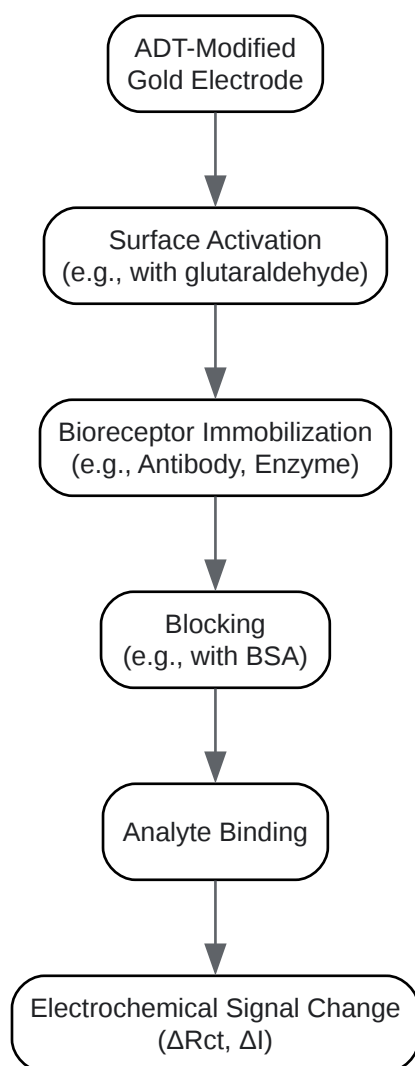 ADT-Modified
Gold Electrode
Surface Activation
(e.g., with glutaraldehyde)
Bioreceptor Immobilization
(e.g., Antibody, Enzyme)
Blocking
(e.g., with BSA)
Analyte Binding
Electrochemical Signal Change
(ΔRct, ΔI)